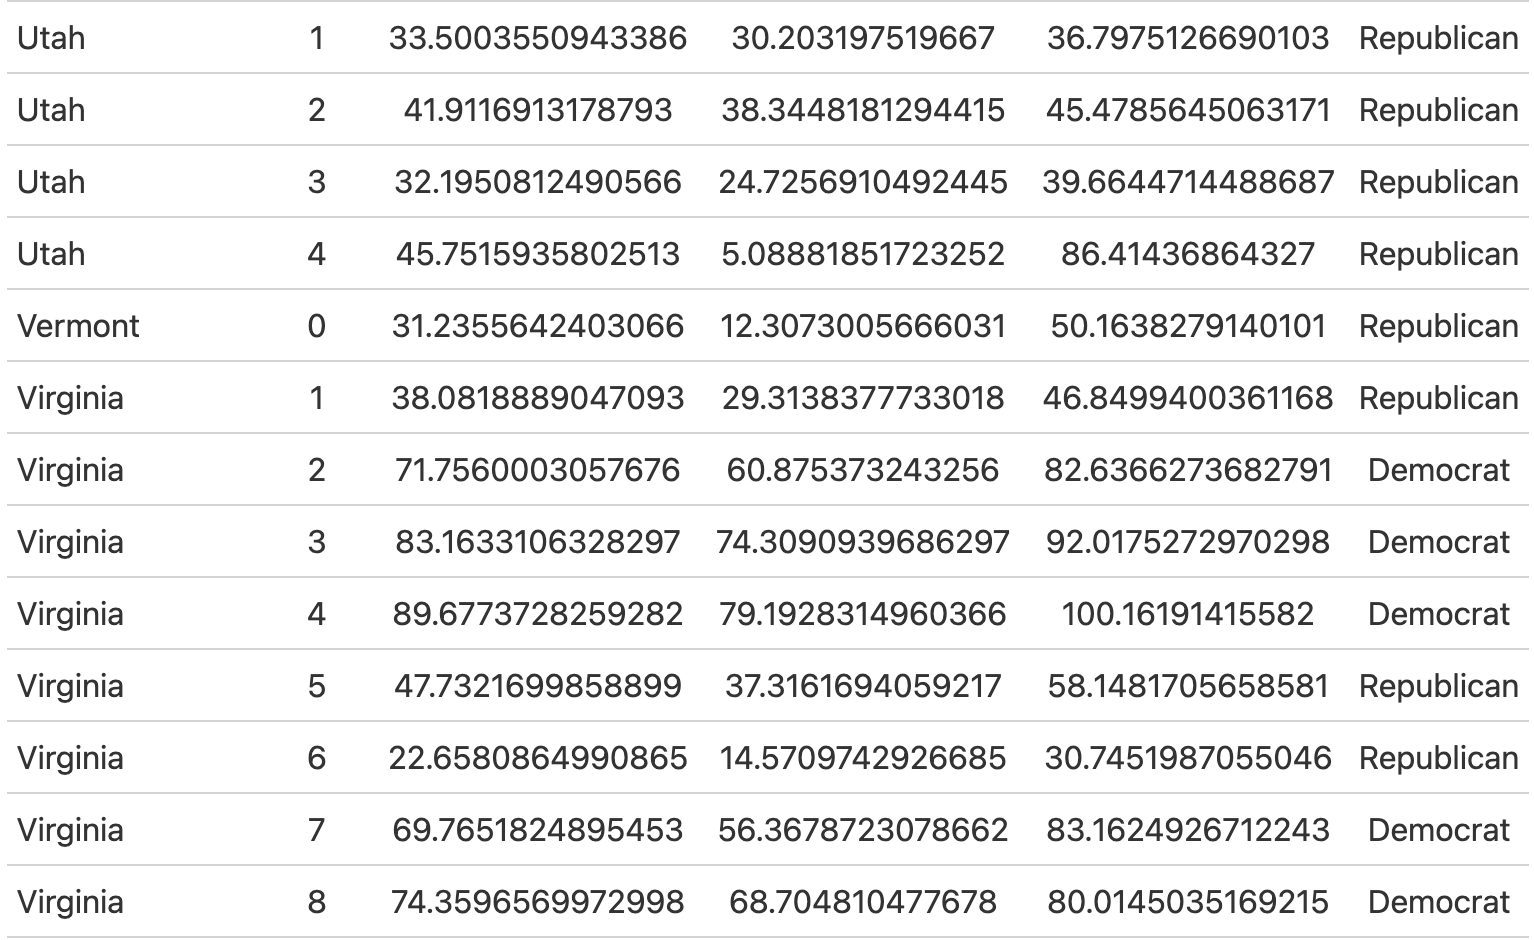 Utah 1 33.5003550943386 30.203197519667 36.7975126690103 Republican
Utah 2 41.9116913178793 38.3448181294415 45.4785645063171 Republican
Utah 3 32.1950812490566 24.7256910492445 39.6644714488687 Republican
Utah 4 45.7515935802513 5.08881851723252 86.41436864327 Republican
Vermont 0 31.2355642403066 12.3073005666031 50.1638279140101 Republican
Virginia 1 38.0818889047093 29.3138377733018 46.8499400361168 Republican
Virginia 2 71.7560003057676 60.875373243256 82.6366273682791 Democrat
Virginia 3 83.1633106328297 74.3090939686297 92.0175272970298 Democrat
Virginia 4 89.6773728259282 79.1928314960366 100.16191415582 Democrat
Virginia 5 47.7321699858899 37.3161694059217 58.1481705658581 Republican
Virginia 6 22.6580864990865 14.5709742926685 30.7451987055046 Republican
Virginia 7 69.7651824895453 56.3678723078662 83.1624926712243 Democrat
Virginia 8 74.3596569972998 68.704810477678 80.0145035169215 Democrat